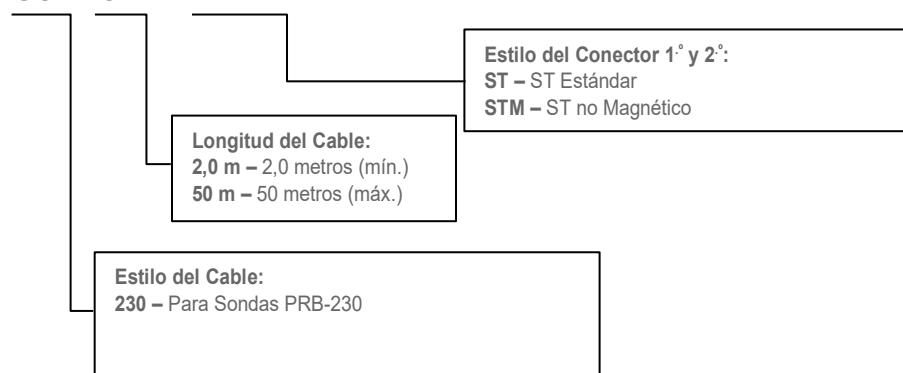 Estilo del Conector 1.º y 2.º:
ST – ST Estándar
STM – ST no Magnético
Longitud del Cable:
2,0 m – 2,0 metros (mín.)
50 m – 50 metros (máx.)
Estilo del Cable:
230 – Para Sondas PRB-230